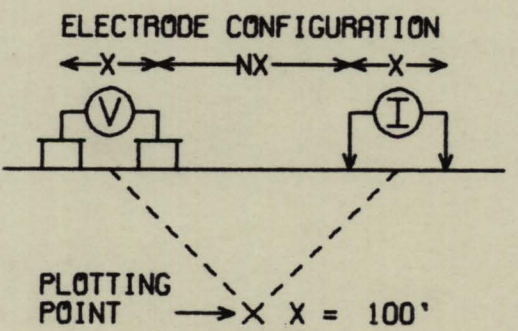 ELECTRODE CONFIGURATION
X NX X
V I
PLOTTING
POINT X X = 100'